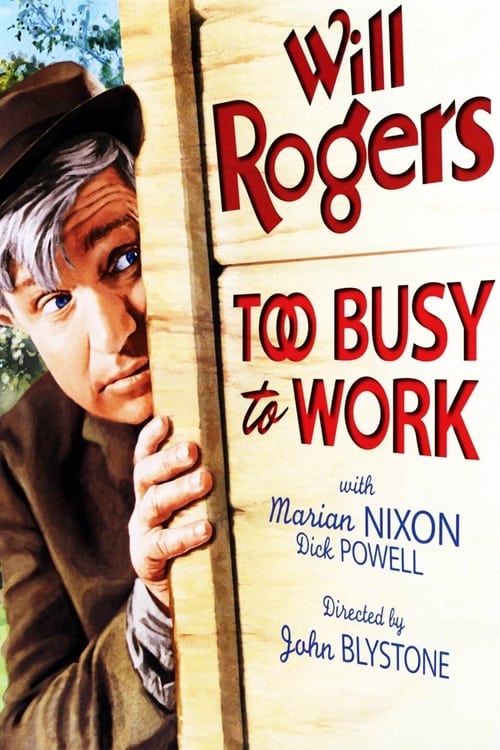 Will
Rogers
TOO BUSY
to WORK
with
Marian NIXON
Dick POWELL
Directed by
John BLYSTONE